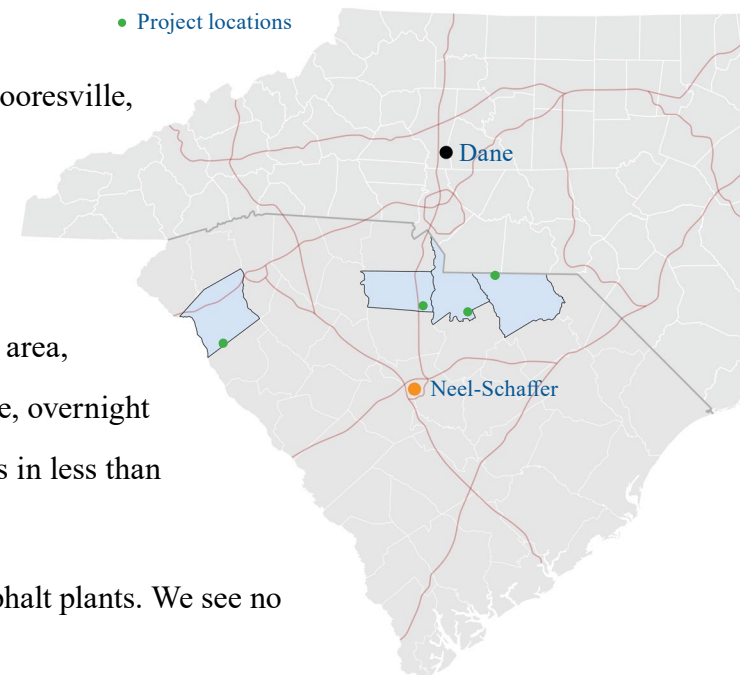 Project locations
ooresville,
Dane
area,
Neel-Schaffer
e, overnight
s in less than
phalt plants. We see no